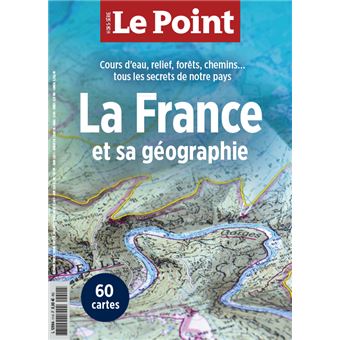 Le Point
Cours d'eau, relief, forêts, chemins...
tous les secrets de notre pays
La France
et sa géographie
60
cartes